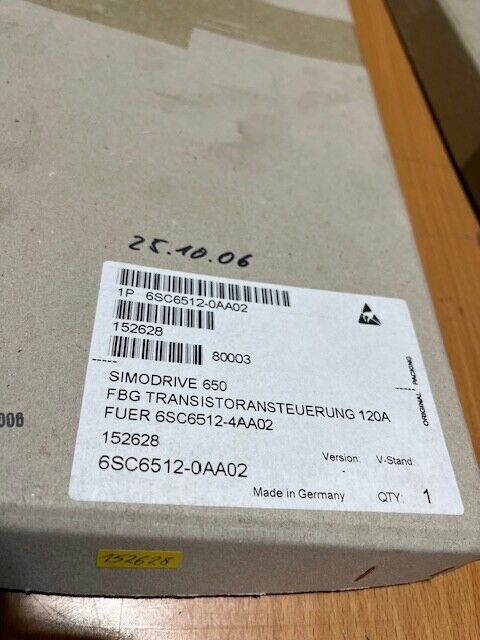 25.10.06
1P 6SC6512-0AA02
152628
80003
SIMODRIVE 650
FBG TRANSISTORANSTEUERUNG 120A
FUER 6SC6512-4AA02
152628
Version: V-Stand:
6SC6512-0AA02
Made in Germany QTY: 1
ORIGINAL PACKING
006
152628